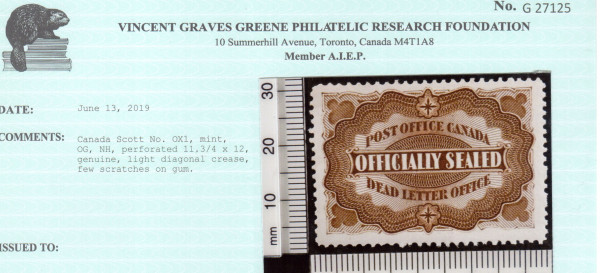 No. G 27125
VINCENT GRAVES GREENE PHILATELIC RESEARCH FOUNDATION
10 Summerhill Avenue, Toronto, Canada M4T1A8
Member A.I.E.P.
DATE: June 13, 2019
COMMENTS: Canada Scott No. OX1, mint,
OG, NH, perforated 11,3/4 x 12,
genuine, light diagonal crease,
few scratches on gum.
ISSUED TO:
30
20
10
mm
POST OFFICE CANADA
OFFICIALLY SEALED
DEAD LETTER OFFICE